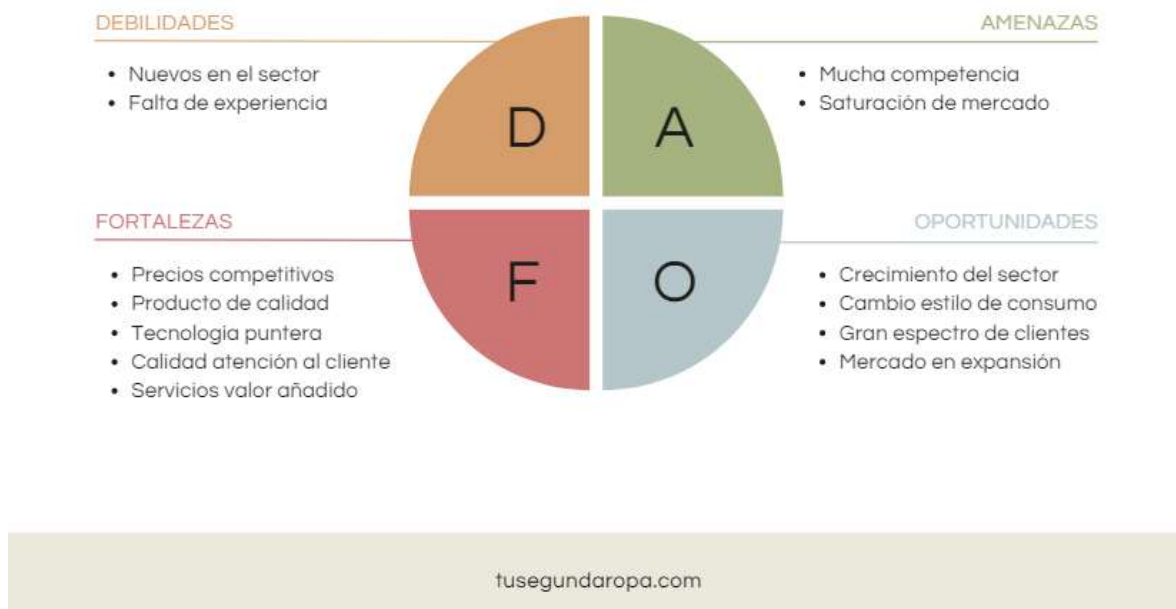 DEBILIDADES
• Nuevos en el sector
• Falta de experiencia
AMENAZAS
• Mucha competencia
• Saturación de mercado
D
A
FORTALEZAS
• Precios competitivos
• Producto de calidad
• Tecnología puntera
• Calidad atención al cliente
• Servicios valor añadido
F
O
OPORTUNIDADES
• Crecimiento del sector
• Cambio estilo de consumo
• Gran espectro de clientes
• Mercado en expansión
tusegundaropa.com